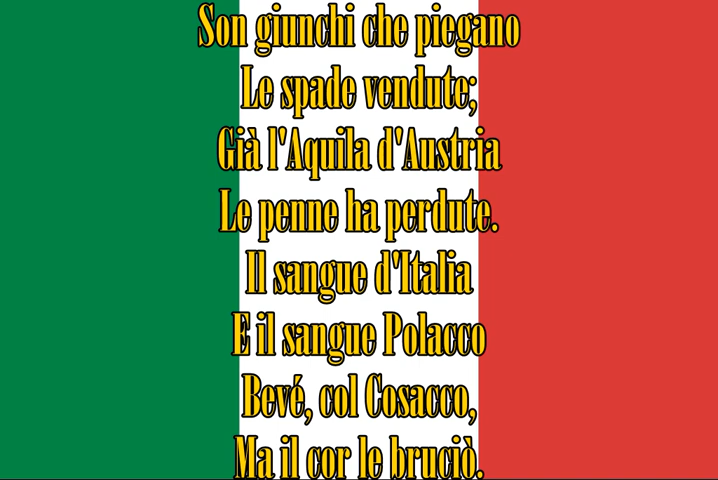 Son giunchi che piegano
Le spade vendute;
Già l'Aquila d'Austria
Le penne ha perdute.
Il sangue d'Italia
E il sangue Polacco
Bevé, col Cosacco,
Ma il cor le bruciò.